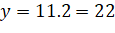 y = 11.2 = 22